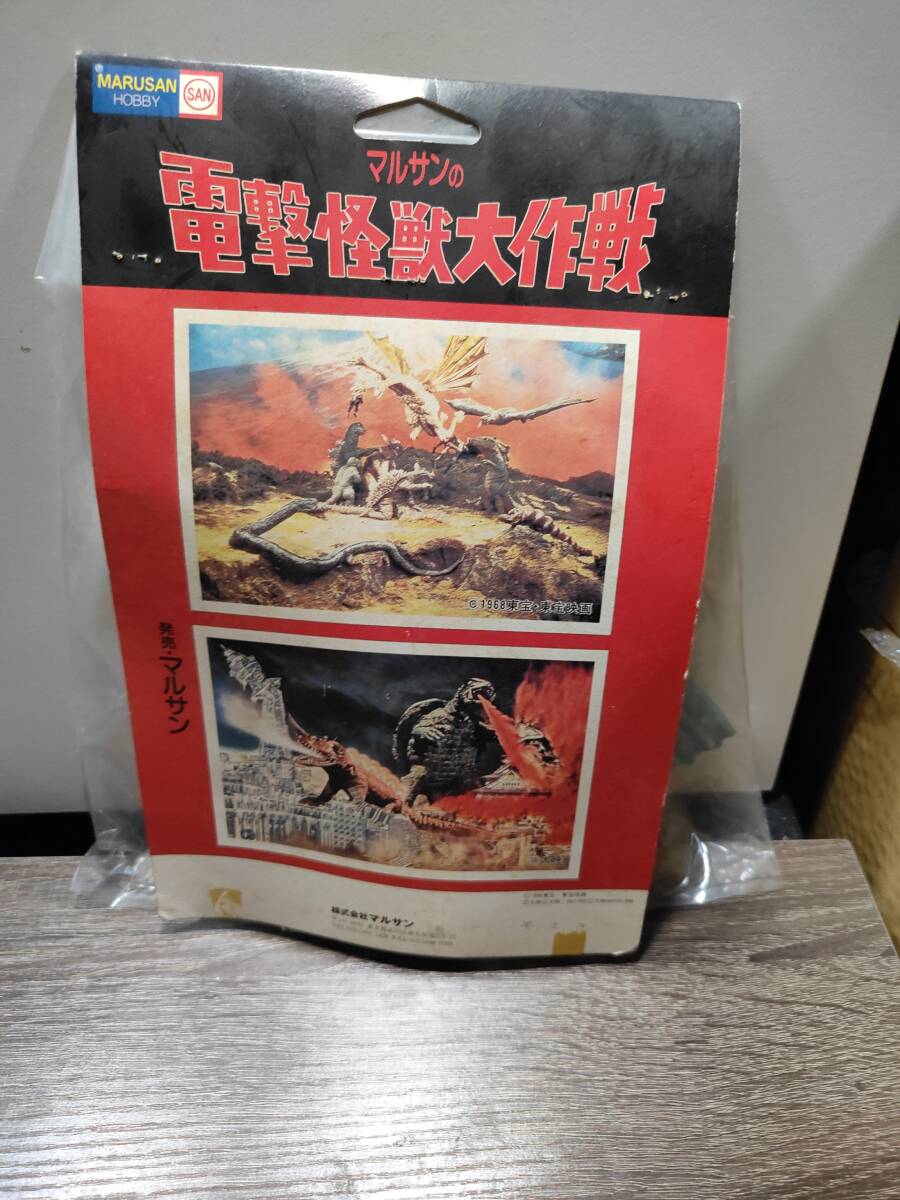 MARUSAN
HOBBY
SAN
マルサンの
電撃怪獣大作戦
©1968東宝・東宝映画
発売・マルサン
株式会社マルサン